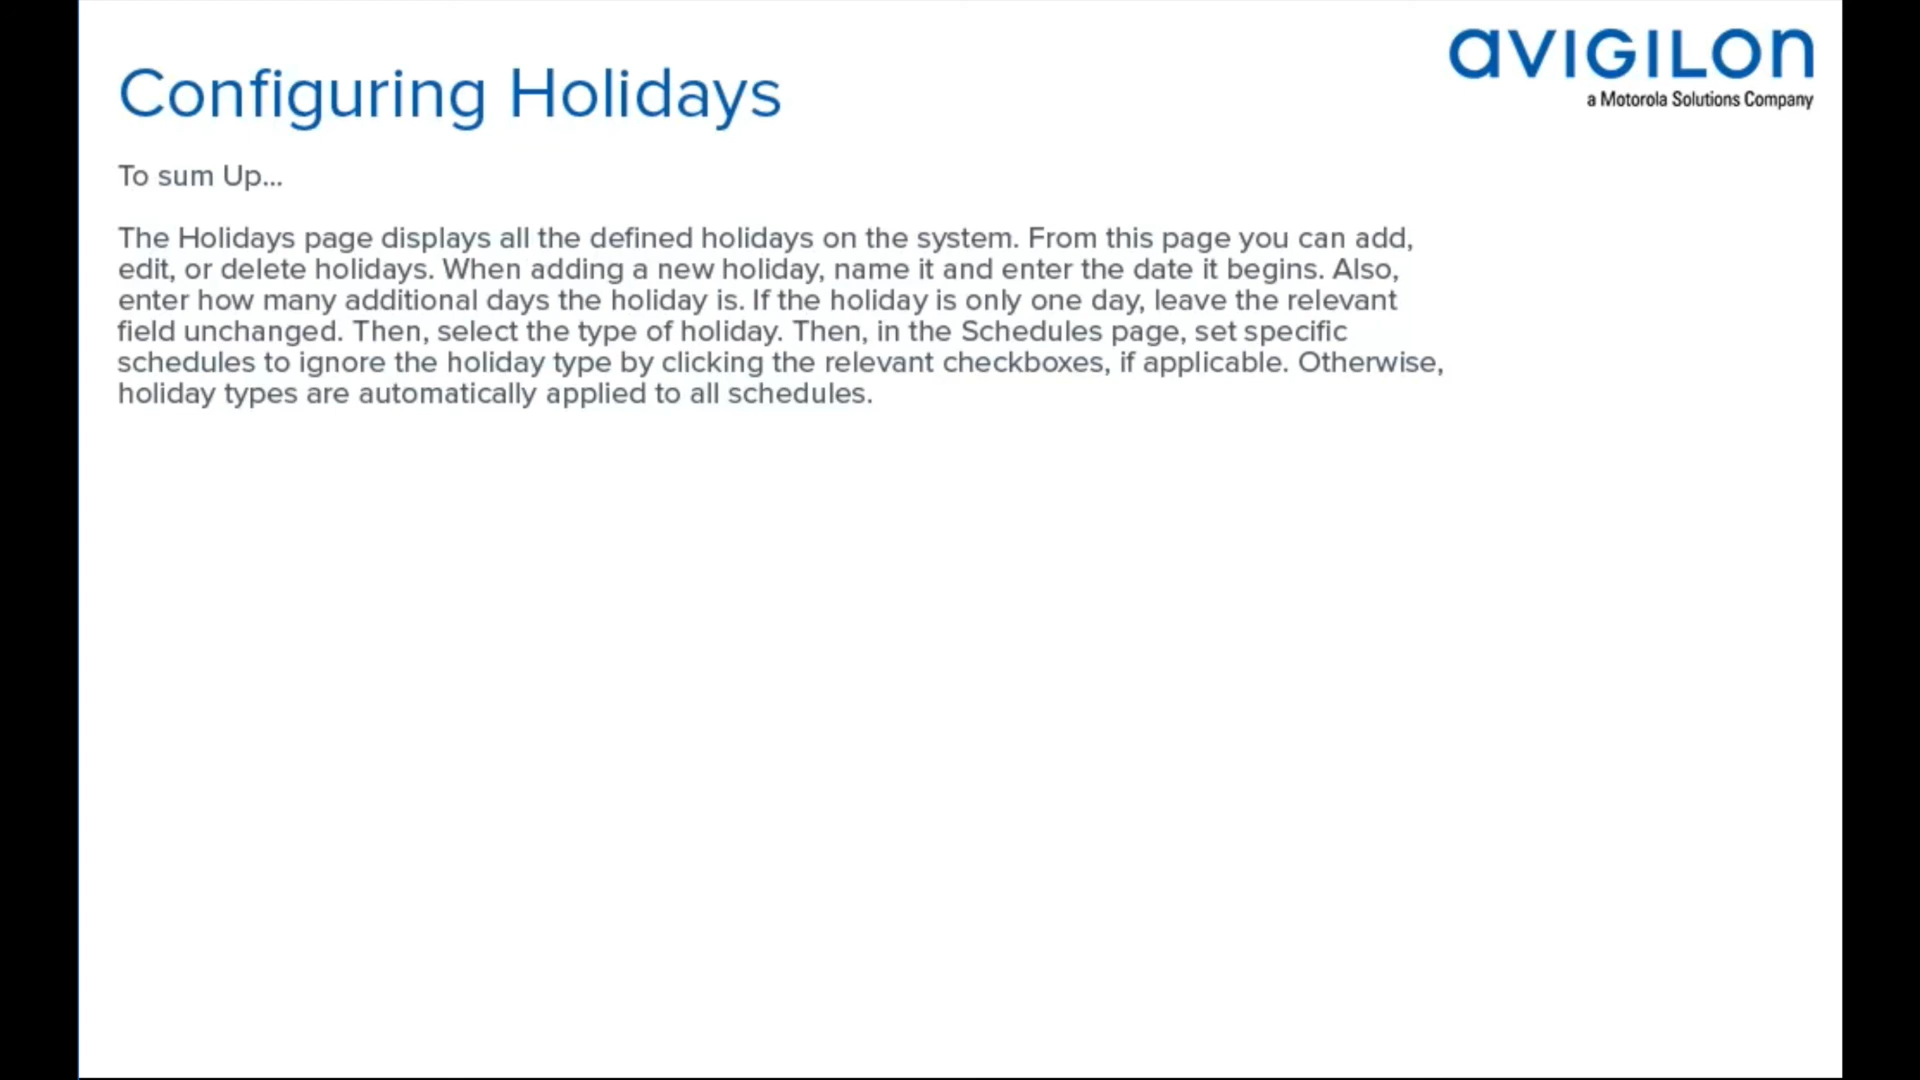 Configuring Holidays
aVIGILOn
a Motorola Solutions Company
To sum Up...
The Holidays page displays all the defined holidays on the system. From this page you can add,
edit, or delete holidays. When adding a new holiday, name it and enter the date it begins. Also,
enter how many additional days the holiday is. If the holiday is only one day, leave the relevant
field unchanged. Then, select the type of holiday. Then, in the Schedules page, set specific
schedules to ignore the holiday type by clicking the relevant checkboxes, if applicable. Otherwise,
holiday types are automatically applied to all schedules.